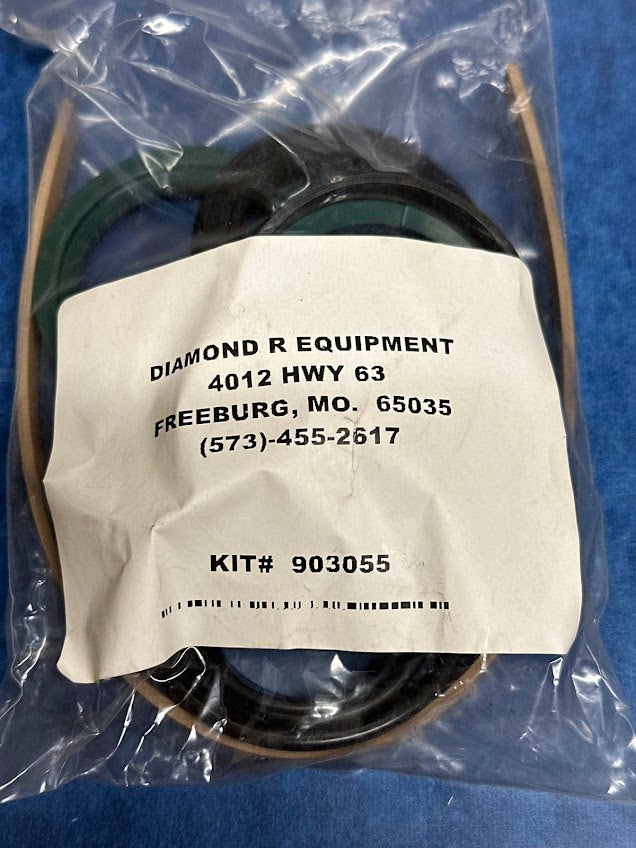 DIAMOND R EQUIPMENT
4012 HWY 63
FREEBURG, MO. 65035
(573)-455-2617
KIT# 903055